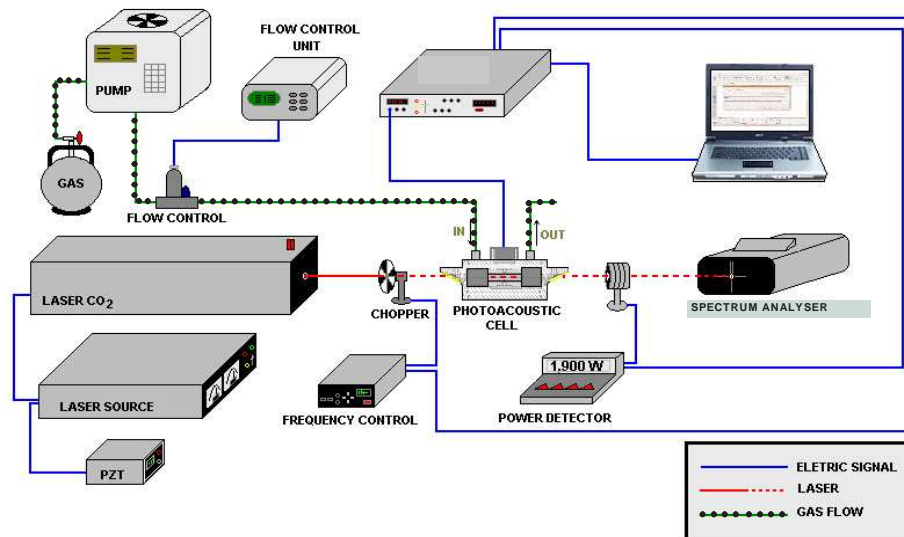 FLOW CONTROL
UNIT
PUMP
GAS
FLOW CONTROL
IN
OUT
LASER CO2
CHOPPER
PHOTOACOUSTIC
CELL
SPECTRUM ANALYSER
LASER SOURCE
FREQUENCY CONTROL
1.900 W
POWER DETECTOR
PZT
ELETRIC SIGNAL
LASER
GAS FLOW